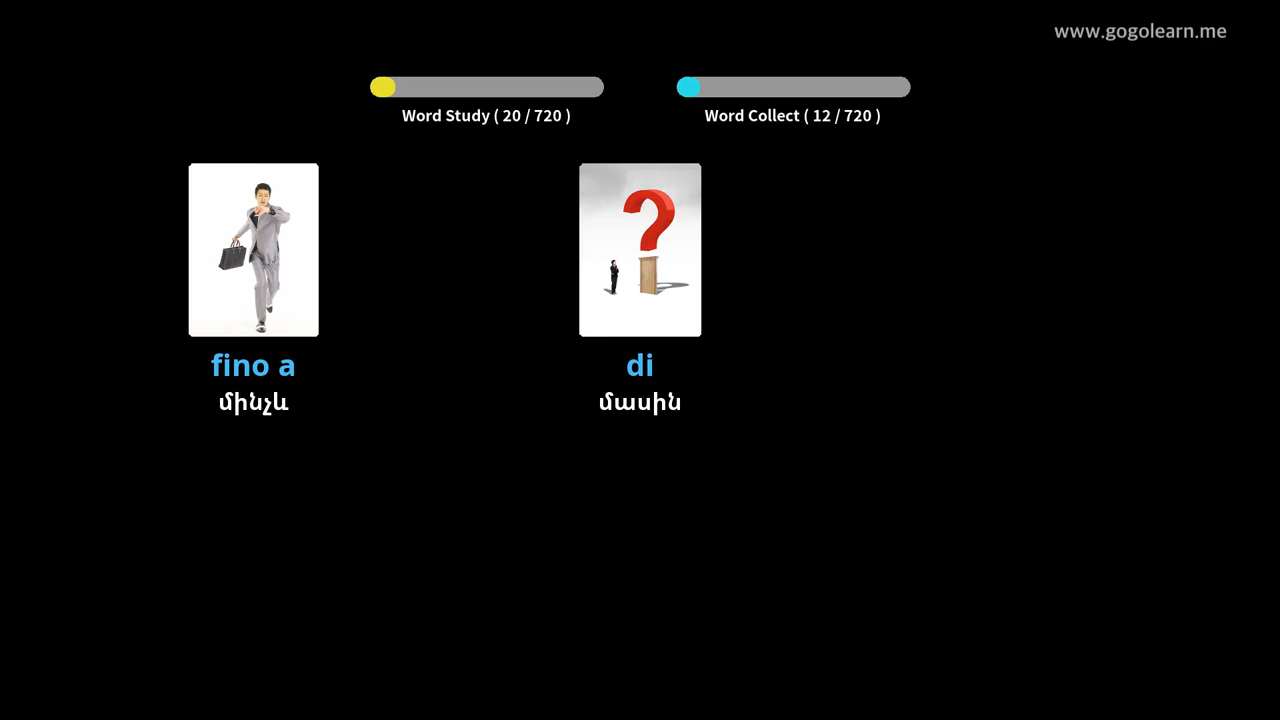 www.gogolearn.me
Word Study ( 20 / 720 )
Word Collect ( 12 / 720 )
fino a
մինչև
di
մասին